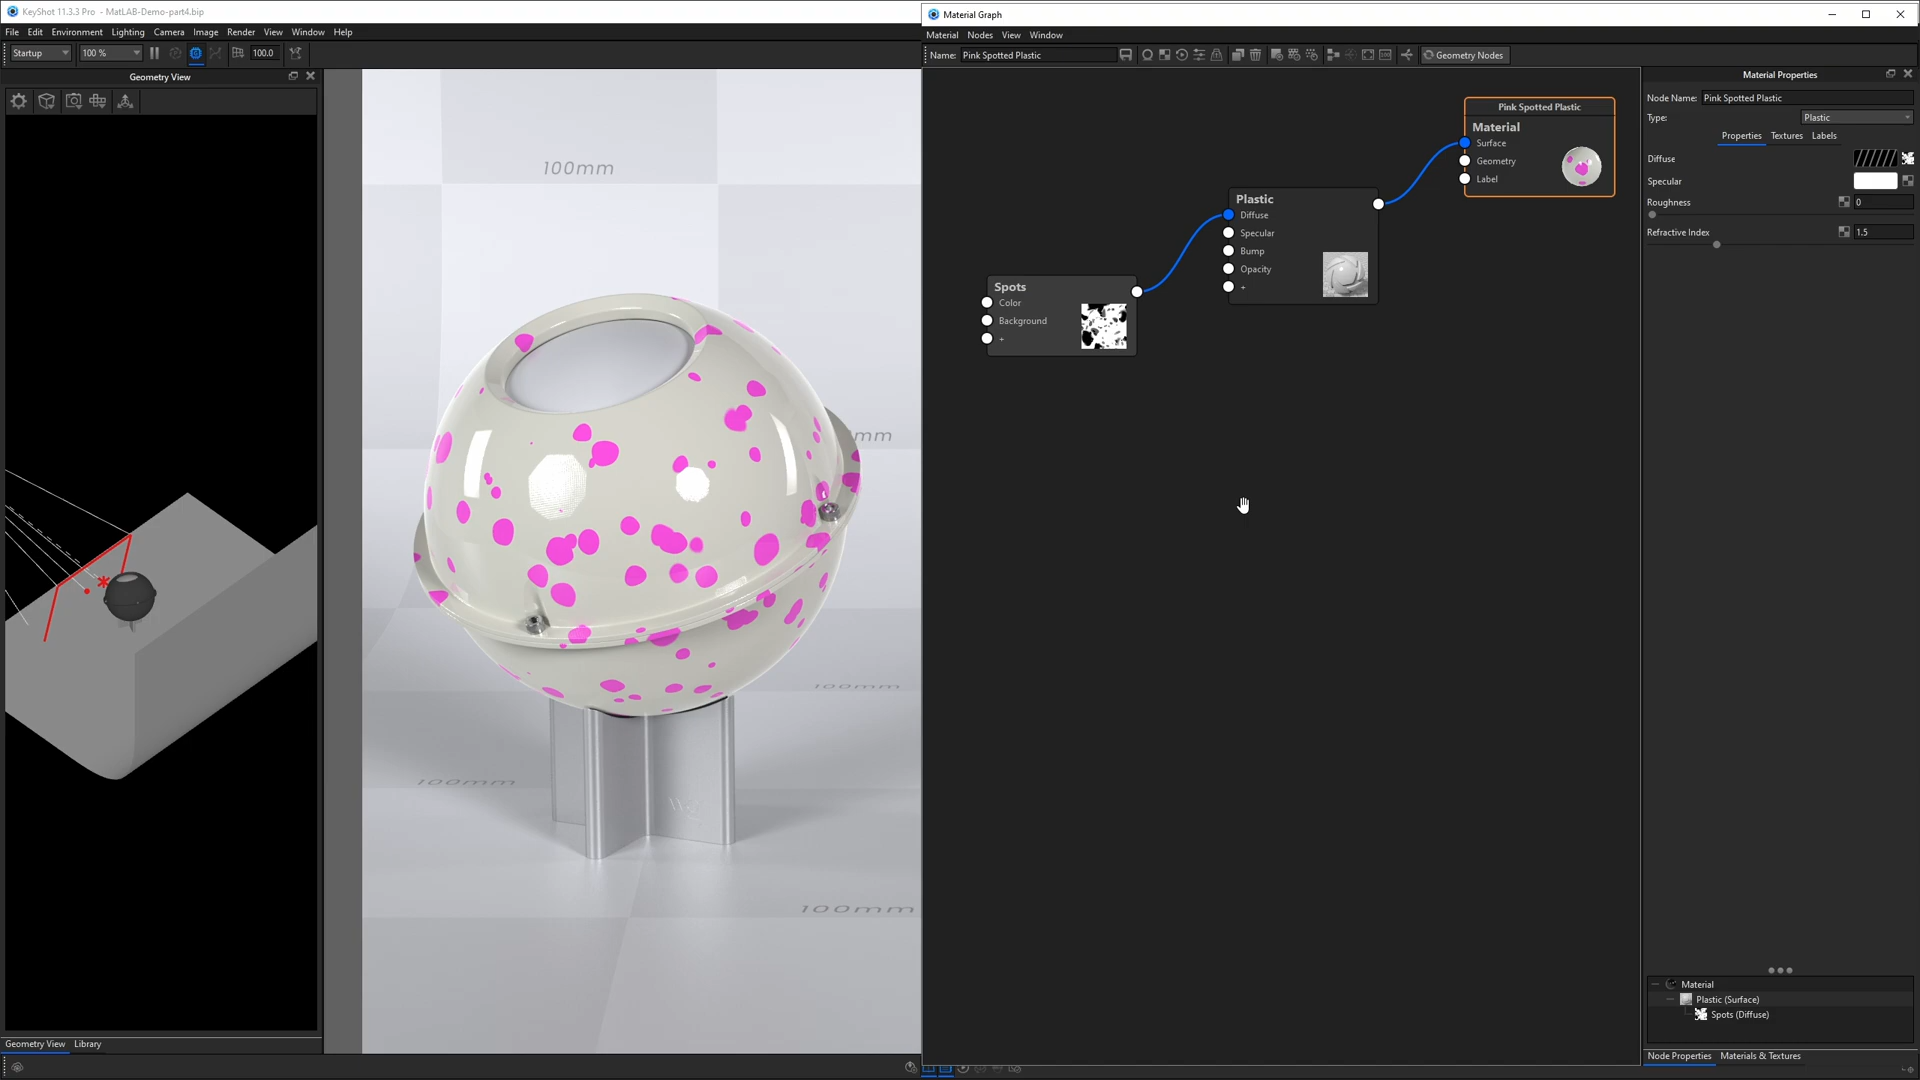 KeyShot 11.3.3 Pro  - MatLAB-Demo-part4.bip
File Edit Environment Lighting Camera Image Render View Window Help
Startup 100 % 100.0
Geometry View
100mm
mm
100mm
100mm
100mm
Geometry View Library
Material Graph
Material Nodes View Window
Name: Pink Spotted Plastic Geometry Nodes
Spots
Color
Background
+
Plastic
Diffuse
Specular
Bump
Opacity
+
Pink Spotted Plastic
Material
Surface
Geometry
Label
Material Properties
Node Name: Pink Spotted Plastic
Type: Plastic
Properties Textures Labels
Diffuse
Specular
Roughness 0
Refractive Index 1.5
Material
Plastic (Surface)
Spots (Diffuse)
Node Properties Materials & Textures